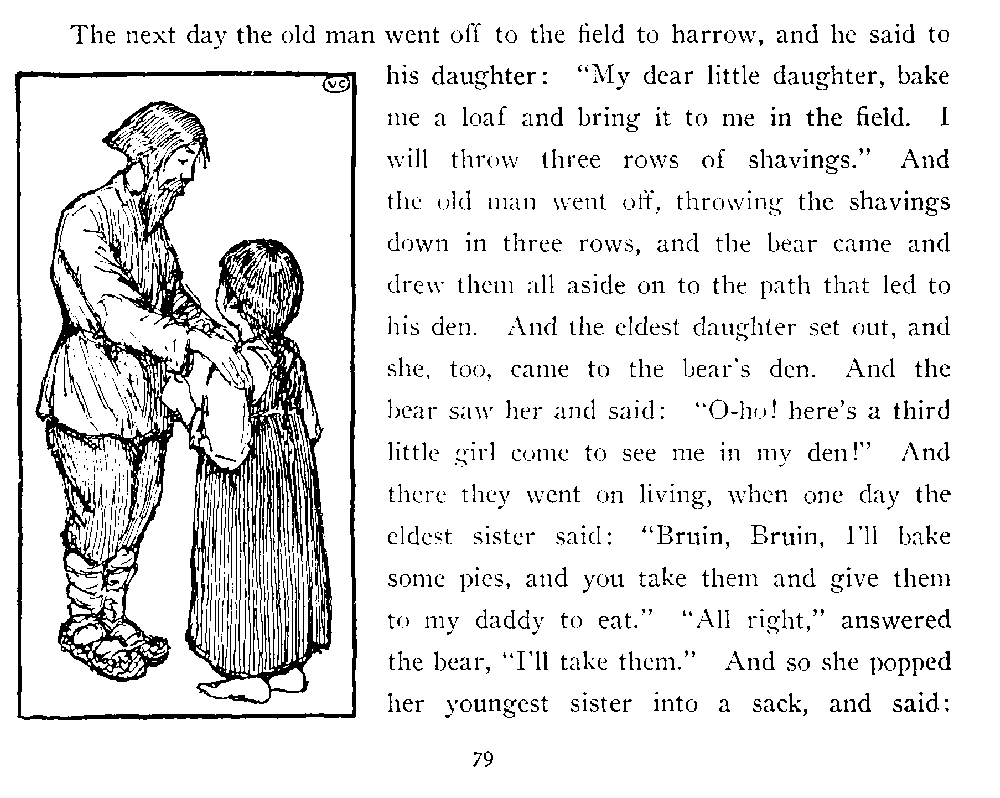 The next day the old man went off to the field to harrow, and he said to
VC
his daughter: “My dear little daughter, bake
me a loaf and bring it to me in the field. I
will throw three rows of shavings.” And
the old man went off, throwing the shavings
down in three rows, and the bear came and
drew them all aside on to the path that led to
his den. And the eldest daughter set out, and
she, too, came to the bear's den. And the
bear saw her and said: “O-ho! here's a third
little girl come to see me in my den!” And
there they went on living, when one day the
eldest sister said: “Bruin, Bruin, I'll bake
some pies, and you take them and give them
to my daddy to eat.” “All right,” answered
the bear, “I'll take them.” And so she popped
her youngest sister into a sack, and said:
79